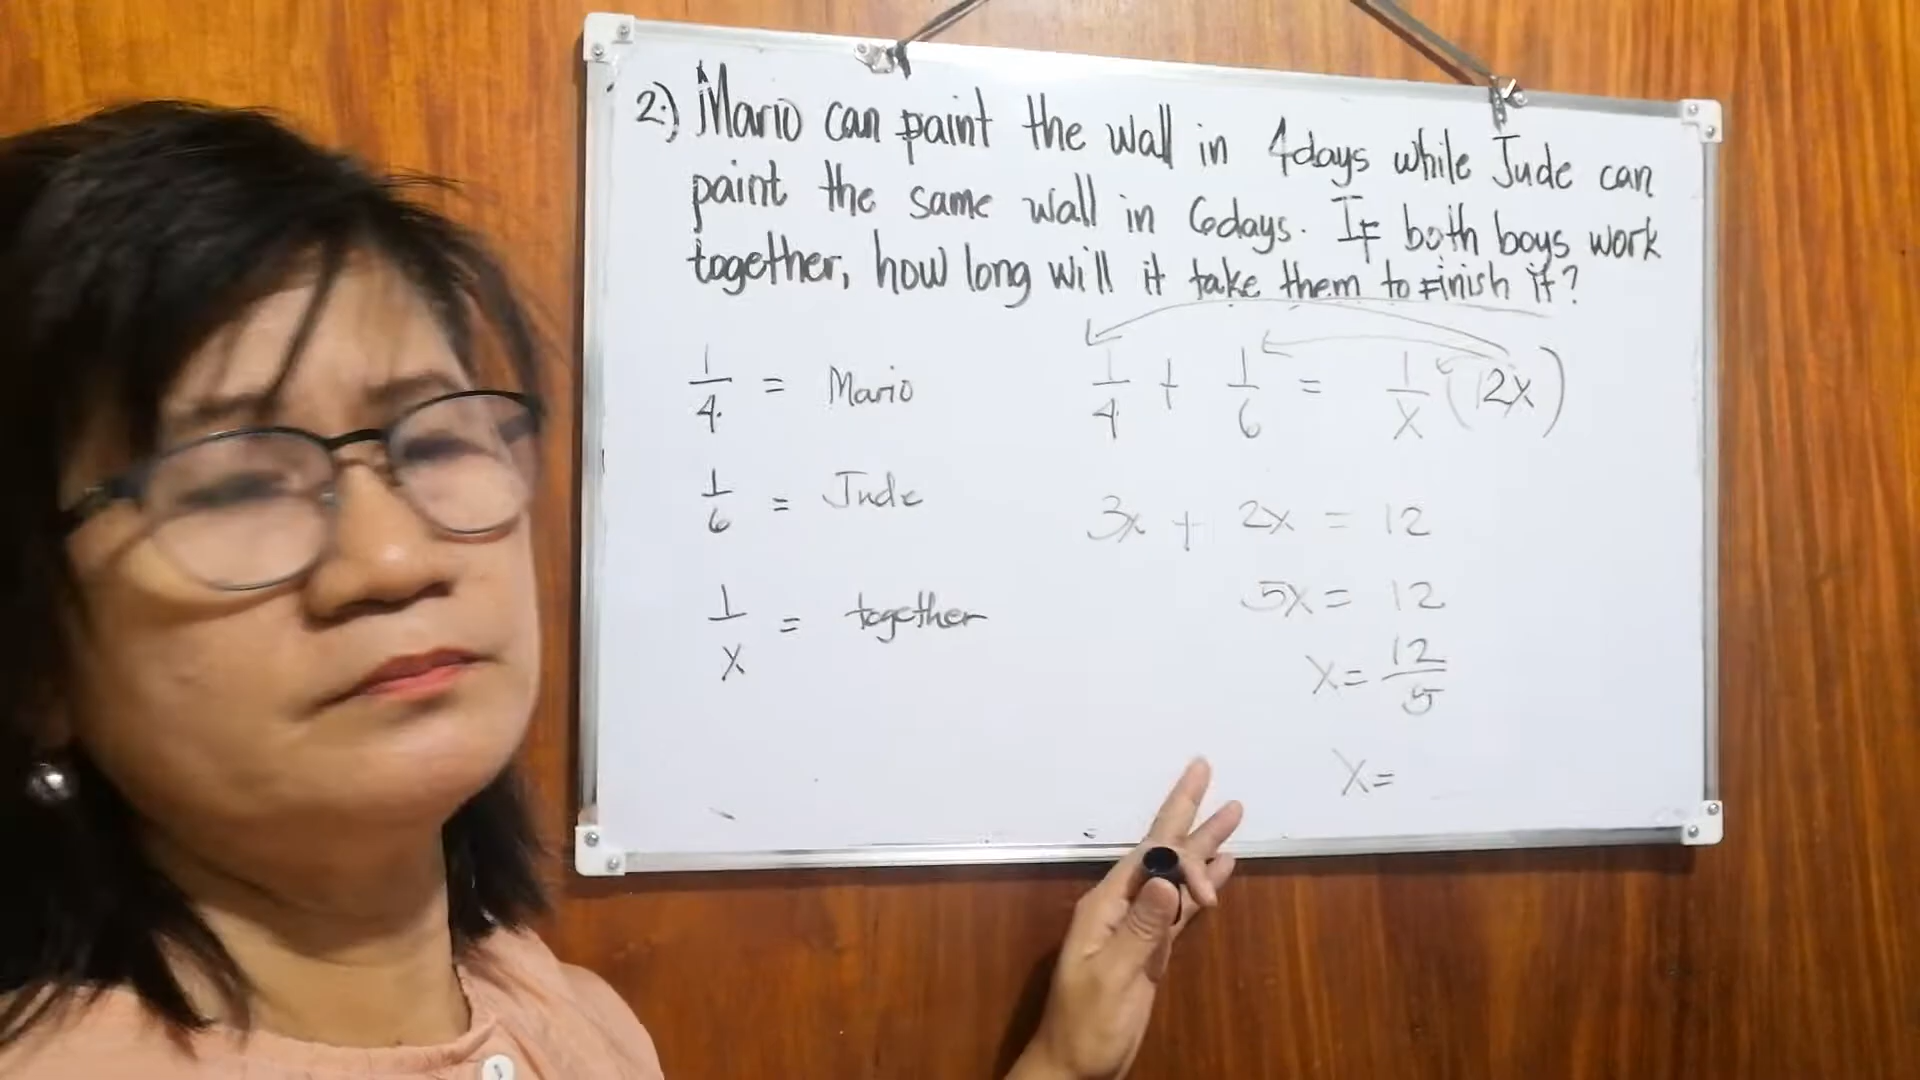 2.) Mario can paint the wall in 4days while Jude can
paint the same wall in 6days. If both boys work
together, how long will it take them to finish it?
1/4 = Mario
1/6 = Jude
1/x = together
1/4 + 1/6 = 1/x (12x)
3x + 2x = 12
5x = 12
x = 12/5
x =